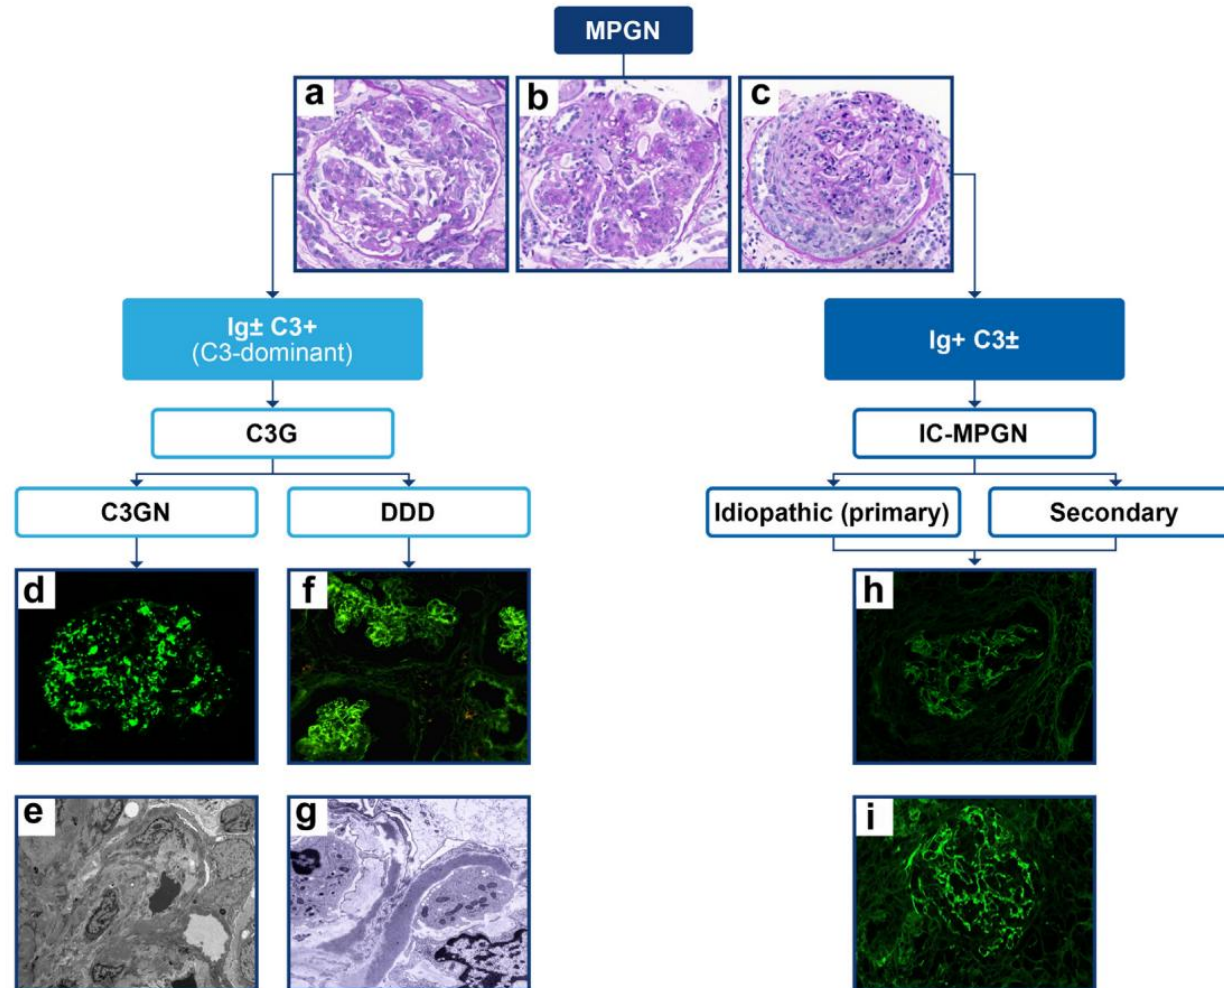 MPGN
a
b
c
Ig± C3+
(C3-dominant)
Ig+ C3±
C3G
IC-MPGN
C3GN
DDD
Idiopathic (primary)
Secondary
d
f
h
e
g
i